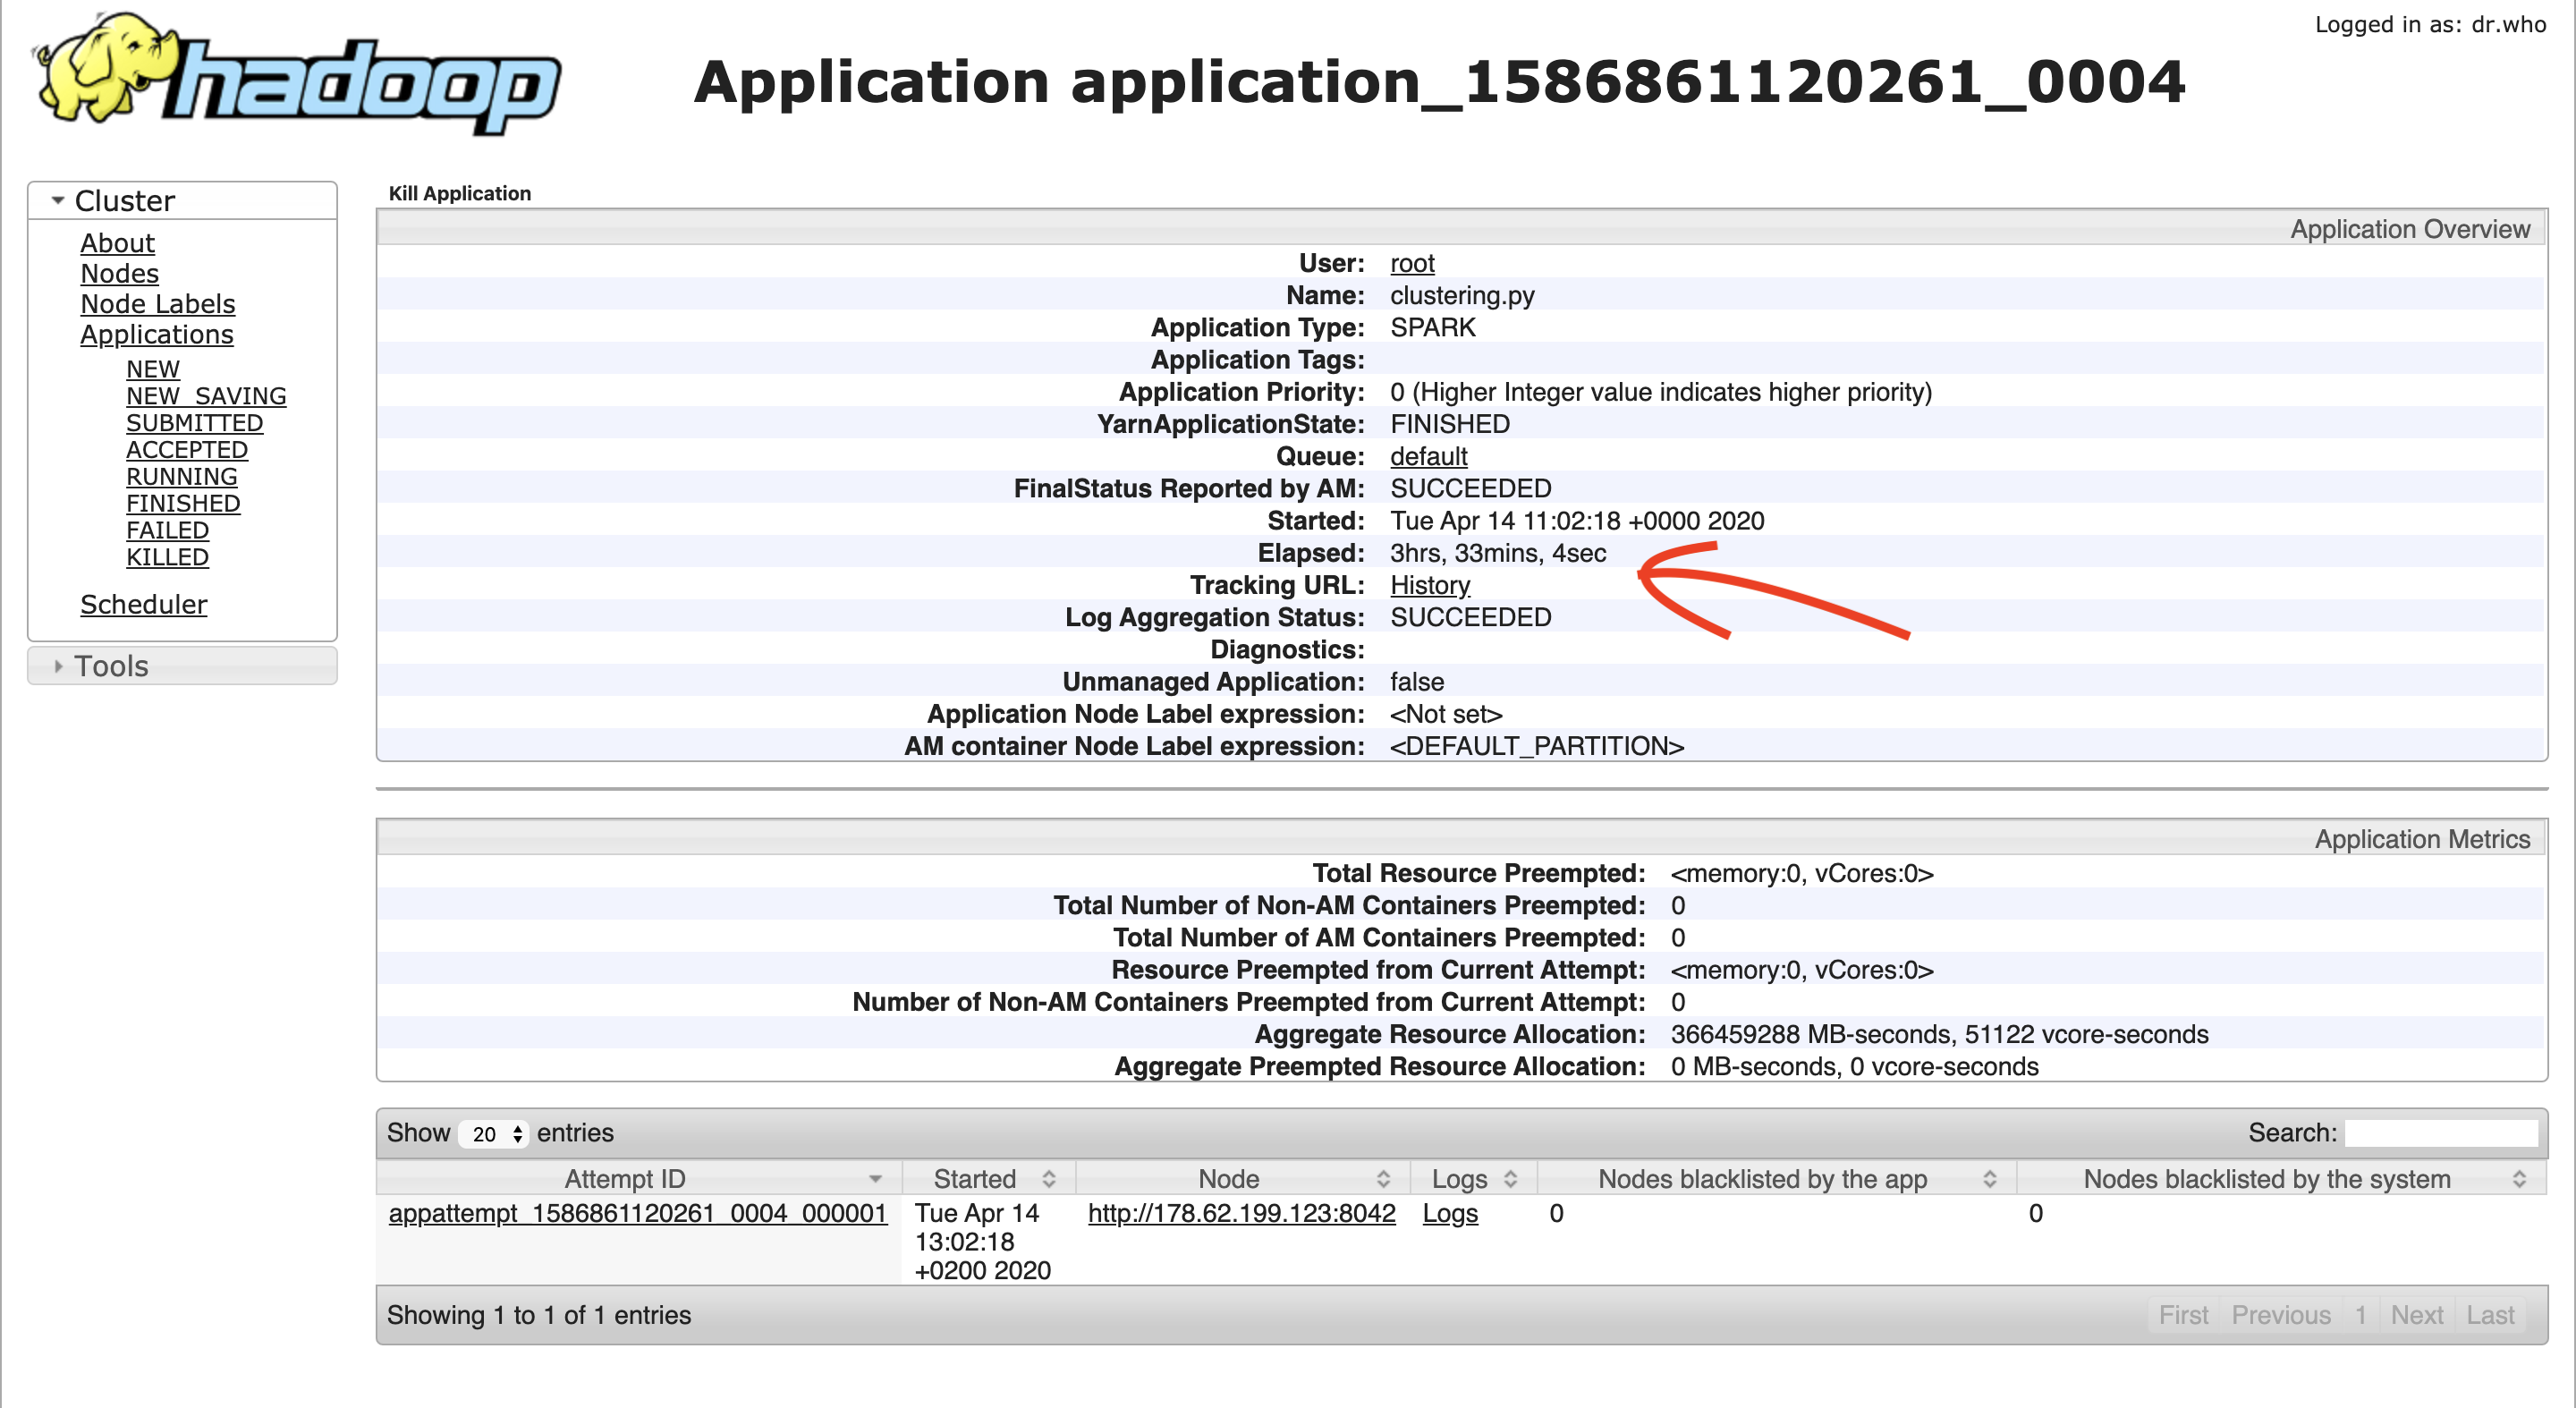 Logged in as: dr.who
hadoop
Application application_1586861120261_0004
Cluster
About
Nodes
Node Labels
Applications
NEW
NEW_SAVING
SUBMITTED
ACCEPTED
RUNNING
FINISHED
FAILED
KILLED
Scheduler
Tools
Kill Application
Application Overview
User: root
Name: clustering.py
Application Type: SPARK
Application Tags:
Application Priority: 0 (Higher Integer value indicates higher priority)
YarnApplicationState: FINISHED
Queue: default
FinalStatus Reported by AM: SUCCEEDED
Started: Tue Apr 14 11:02:18 +0000 2020
Elapsed: 3hrs, 33mins, 4sec
Tracking URL: History
Log Aggregation Status: SUCCEEDED
Diagnostics:
Unmanaged Application: false
Application Node Label expression: <Not set>
AM container Node Label expression: <DEFAULT_PARTITION>
Application Metrics
Total Resource Preempted: <memory:0, vCores:0>
Total Number of Non-AM Containers Preempted: 0
Total Number of AM Containers Preempted: 0
Resource Preempted from Current Attempt: <memory:0, vCores:0>
Number of Non-AM Containers Preempted from Current Attempt: 0
Aggregate Resource Allocation: 366459288 MB-seconds, 51122 vcore-seconds
Aggregate Preempted Resource Allocation: 0 MB-seconds, 0 vcore-seconds
Show 20 entries Search:
Attempt ID Started Node Logs Nodes blacklisted by the app Nodes blacklisted by the system
appattempt_1586861120261_0004_000001 Tue Apr 14 http://178.62.199.123:8042 Logs 0 0
13:02:18
+0200 2020
Showing 1 to 1 of 1 entries First Previous 1 Next Last